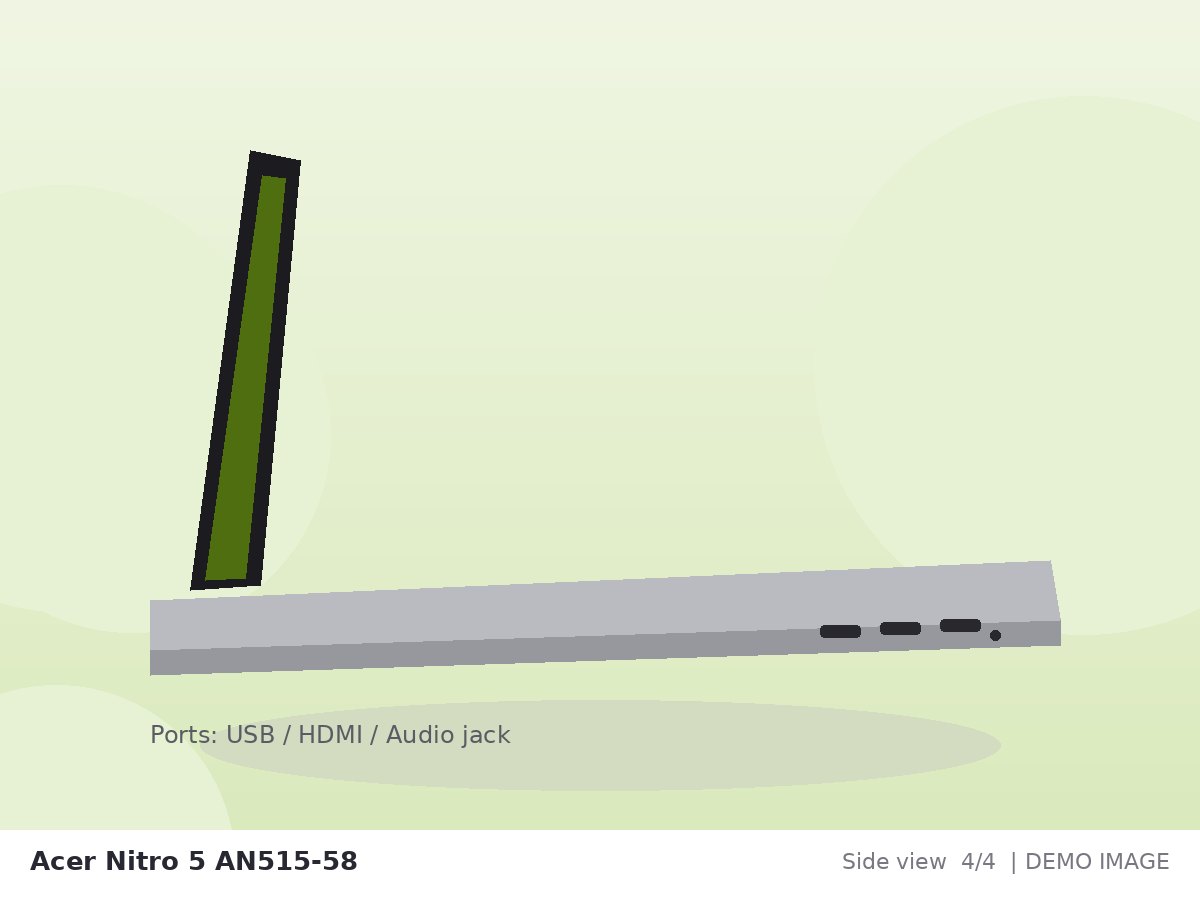 Ports: USB / HDMI / Audio jack
Acer Nitro 5 AN515-58
Side view 4/4 | DEMO IMAGE